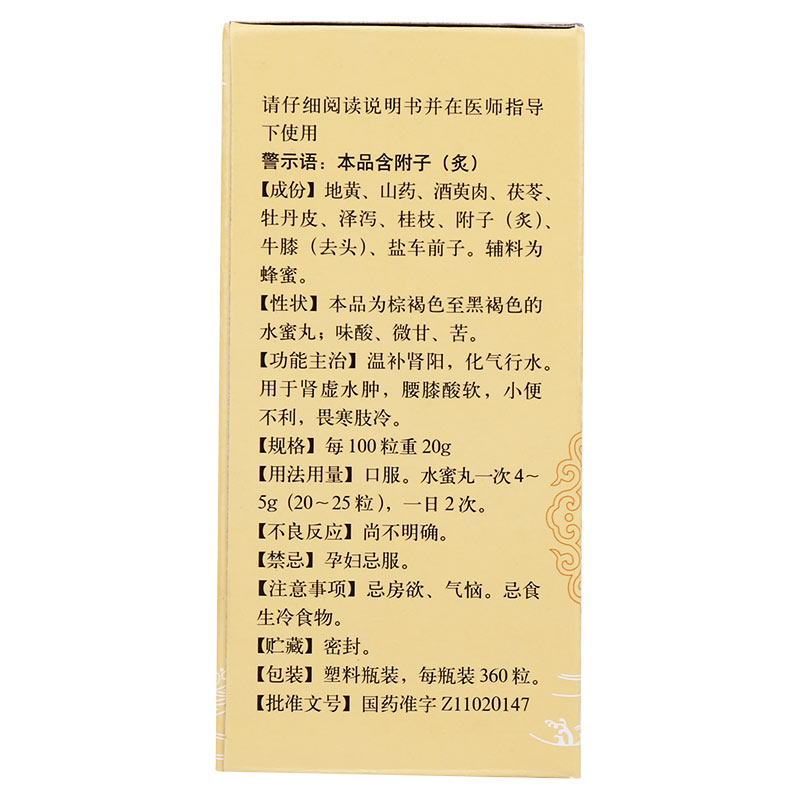 请仔细阅读说明书并在医师指导
下使用
警示语：本品含附子（炙）
【成份】地黄、山药、酒萸肉、茯苓、
牡丹皮、泽泻、桂枝、附子（炙）、
牛膝（去头）、盐车前子。辅料为
蜂蜜。
【性状】本品为棕褐色至黑褐色的
水蜜丸；味酸、微甘、苦。
【功能主治】温补肾阳，化气行水。
用于肾虚水肿，腰膝酸软，小便
不利，畏寒肢冷。
【规格】每100粒重20g
【用法用量】口服。水蜜丸一次4～
5g（20～25粒），一日2次。
【不良反应】尚不明确。
【禁忌】孕妇忌服。
【注意事项】忌房欲、气恼。忌食
生冷食物。
【贮藏】密封。
【包装】塑料瓶装，每瓶装360粒。
【批准文号】国药准字Z11020147